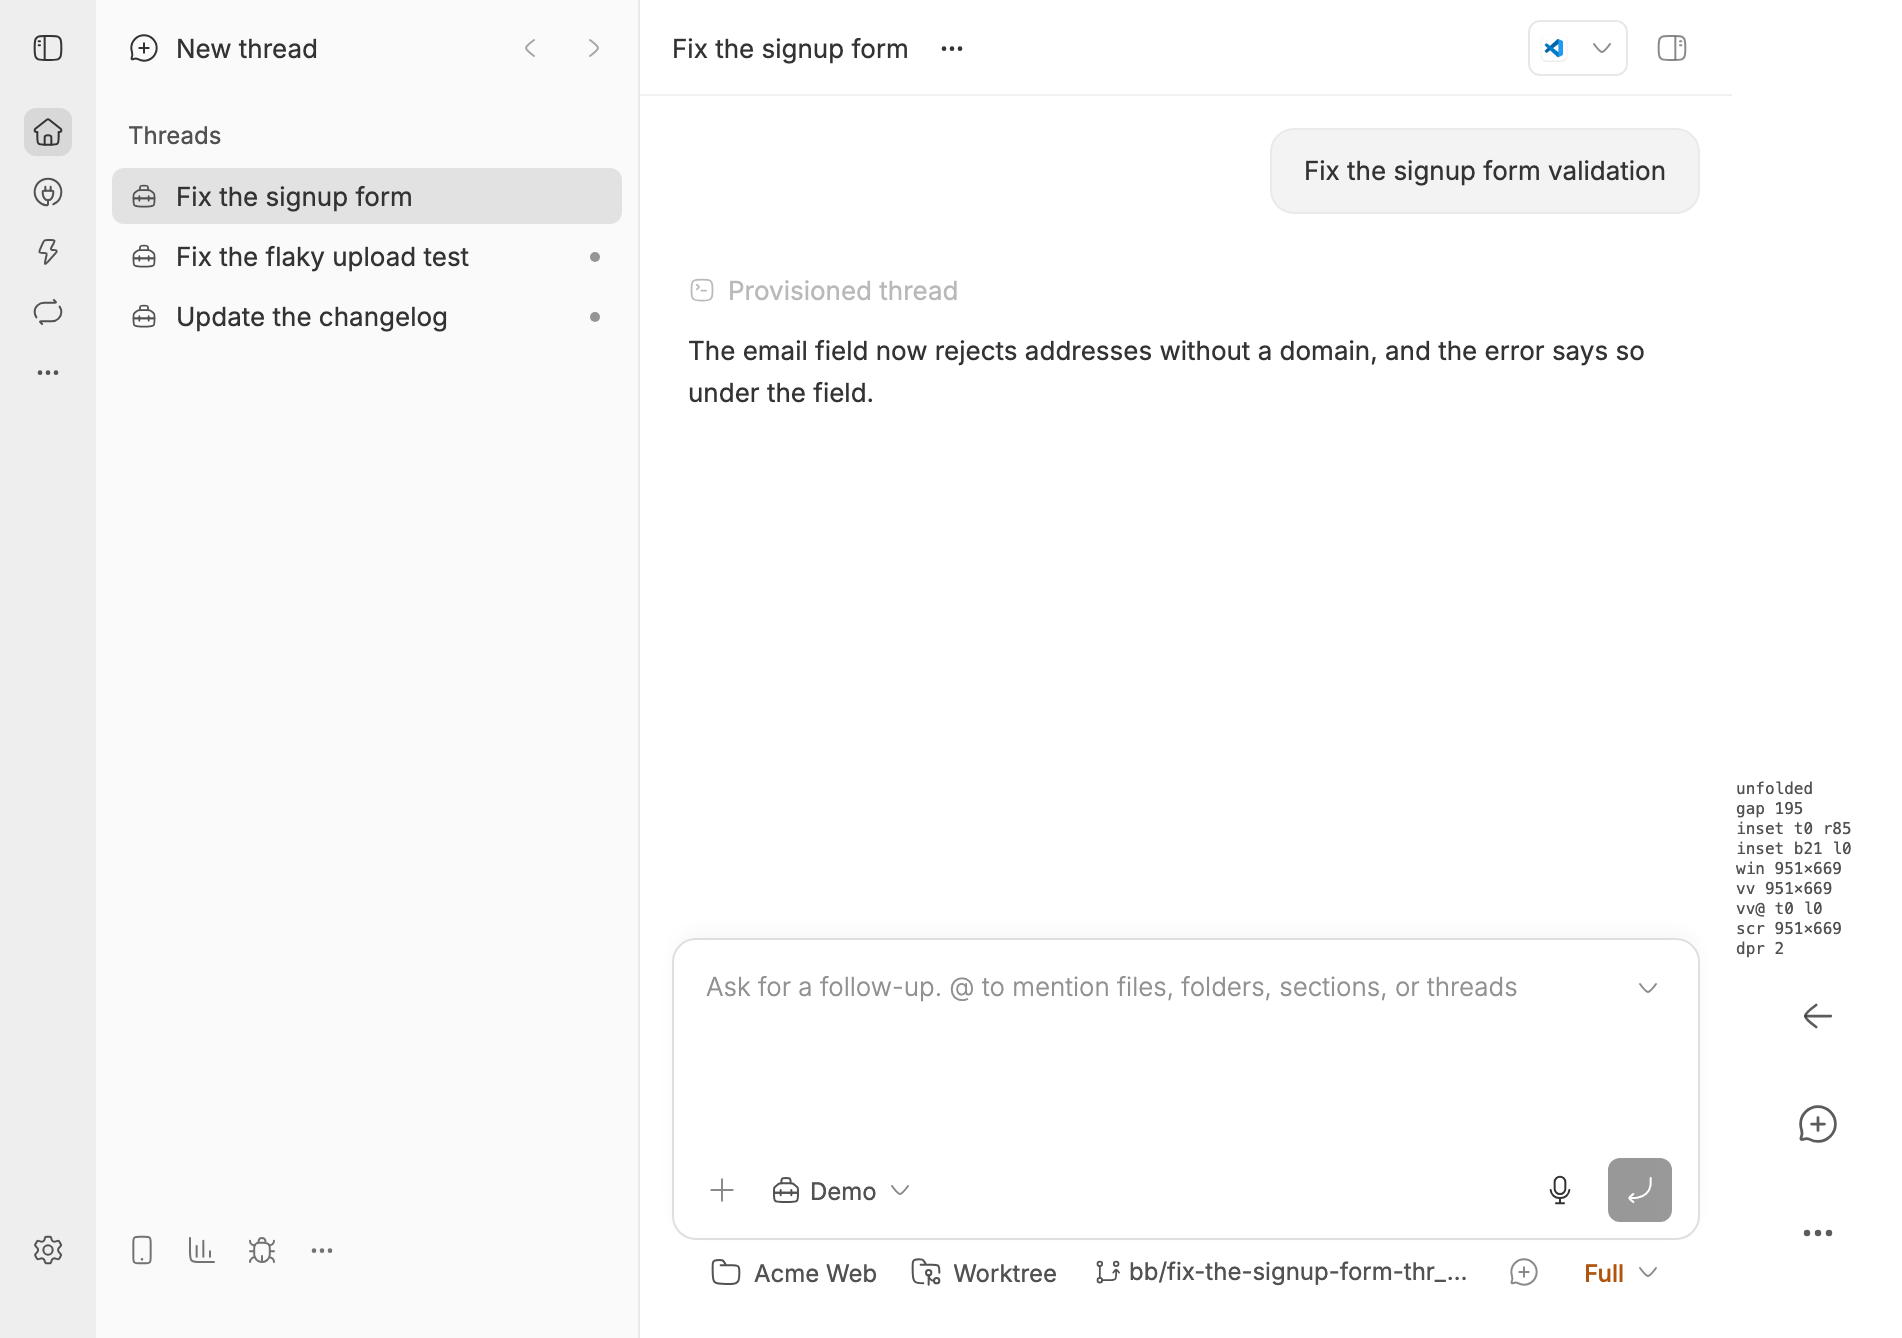 New thread
Threads
Fix the signup form
Fix the flaky upload test
Update the changelog
Fix the signup form
Fix the signup form validation
Provisioned thread
The email field now rejects addresses without a domain, and the error says so
under the field.
Ask for a follow-up. @ to mention files, folders, sections, or threads
Demo
Acme Web
Worktree
bb/fix-the-signup-form-thr_...
Full
unfolded
gap 195
inset t0 r85
inset b21 l0
win 951×669
vv 951×669
vv@ t0 l0
scr 951×669
dpr 2